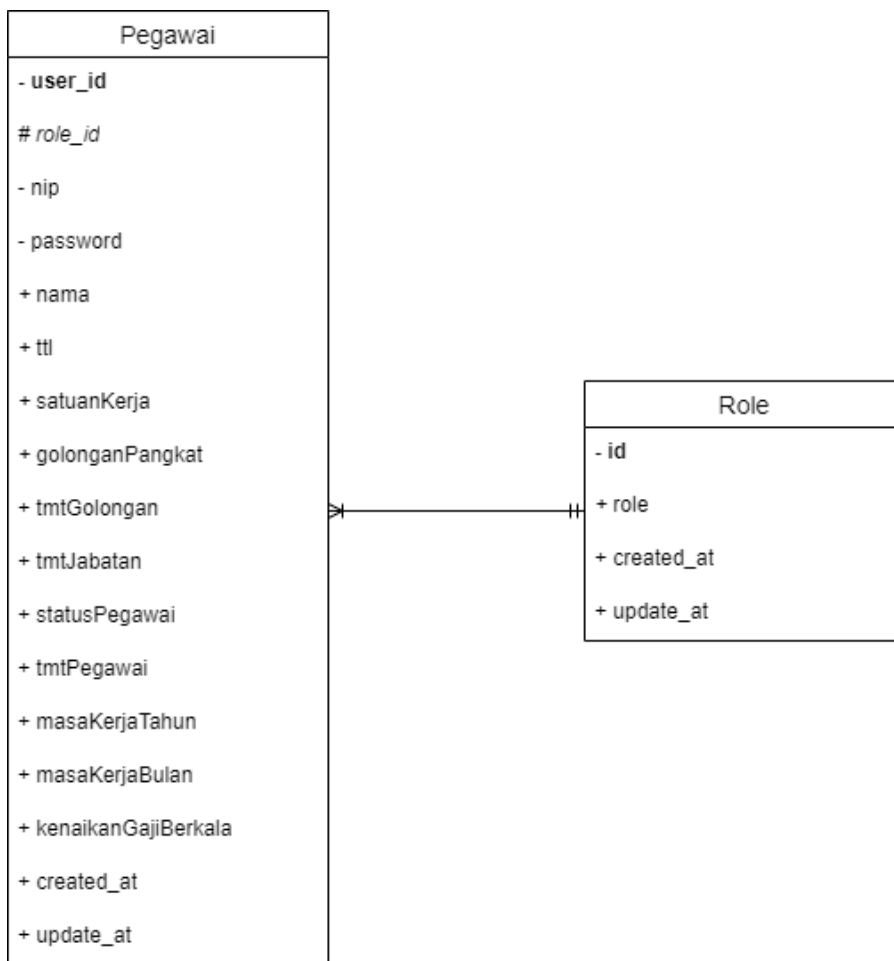 Pegawai
- user_id
# role_id
- nip
- password
+ nama
+ ttl
+ satuanKerja
+ golonganPangkat
+ tmtGolongan
+ tmtJabatan
+ statusPegawai
+ tmtPegawai
+ masaKerjaTahun
+ masaKerjaBulan
+ kenaikanGajiBerkala
+ created_at
+ update_at
Role
- id
+ role
+ created_at
+ update_at